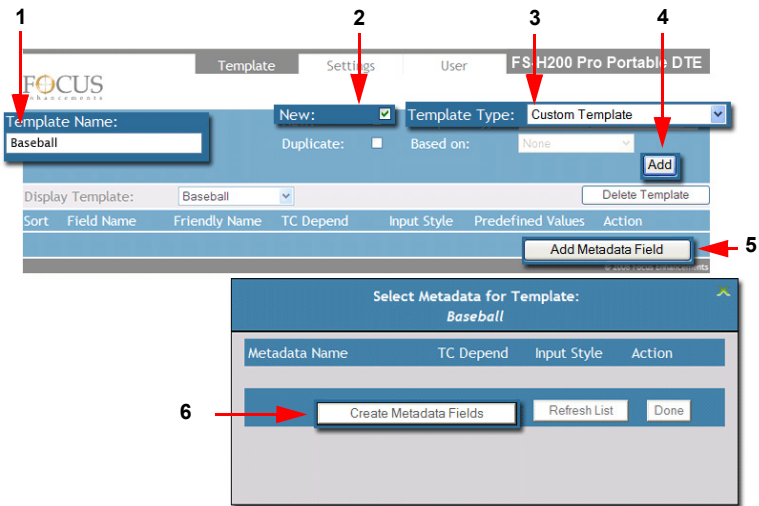 1 2 3 4
Template Settings User FS-H200 Pro Portable DTE
FOCUS
enhancements
Template Name: New: Template Type: Custom Template
Baseball Duplicate: Based on: None
Add
Display Template: Baseball Delete Template
Sort Field Name Friendly Name TC Depend Input Style Predefined Values Action
Add Metadata Field 5
© 2006 Focus Enhancements
Select Metadata for Template:
Baseball
Metadata Name TC Depend Input Style Action
6 Create Metadata Fields Refresh List Done